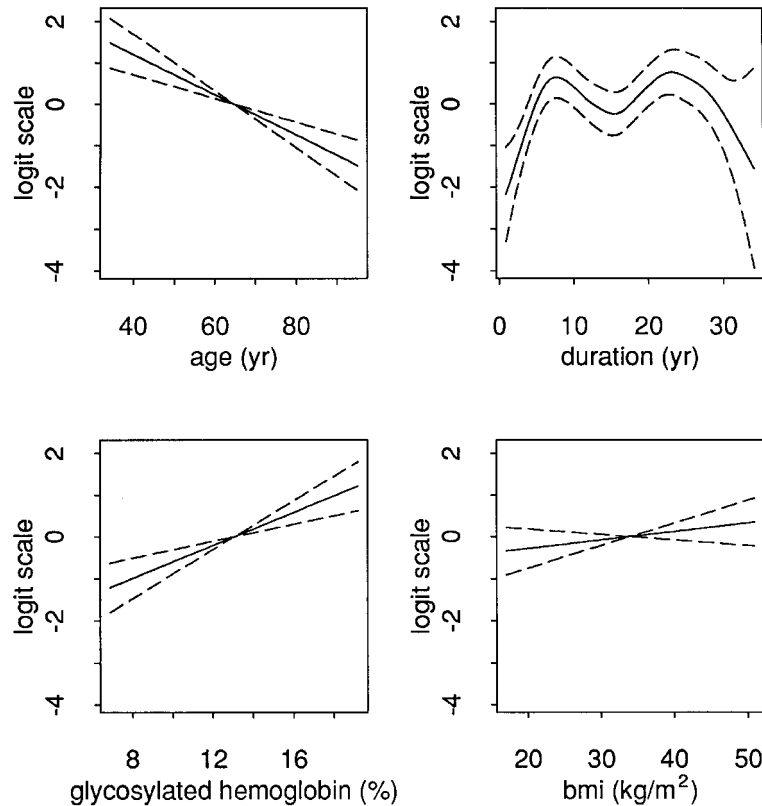 logit scale
2
0
-2
-4
40 60 80
age (yr)
logit scale
2
0
-2
-4
0 10 20 30
duration (yr)
logit scale
2
0
-2
-4
8 12 16
glycosylated hemoglobin (%)
logit scale
2
0
-2
-4
20 30 40 50
bmi (kg/m²)